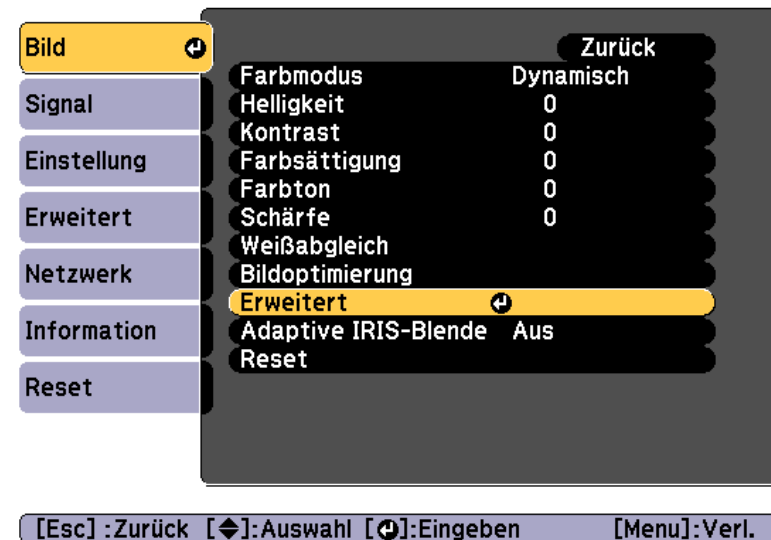 Bild
Signal
Einstellung
Erweitert
Netzwerk
Information
Reset
Zurück
Farbmodus Dynamisch
Helligkeit 0
Kontrast 0
Farbsättigung 0
Farbton 0
Schärfe 0
Weißabgleich
Bildoptimierung
Erweitert
Adaptive IRIS-Blende Aus
Reset
[Esc] :Zurück [◆]:Auswahl [⏎]:Eingeben [Menu]:Verl.